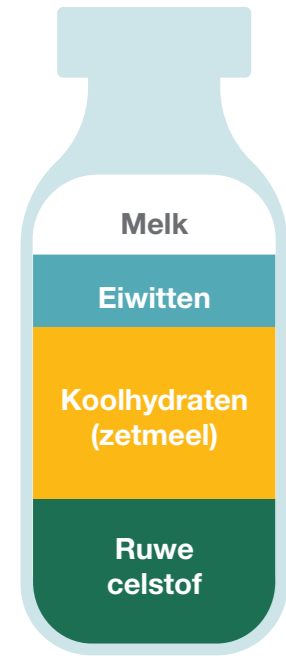 Melk
Eiwitten
Koolhydraten
(zetmeel)
Ruwe
celstof